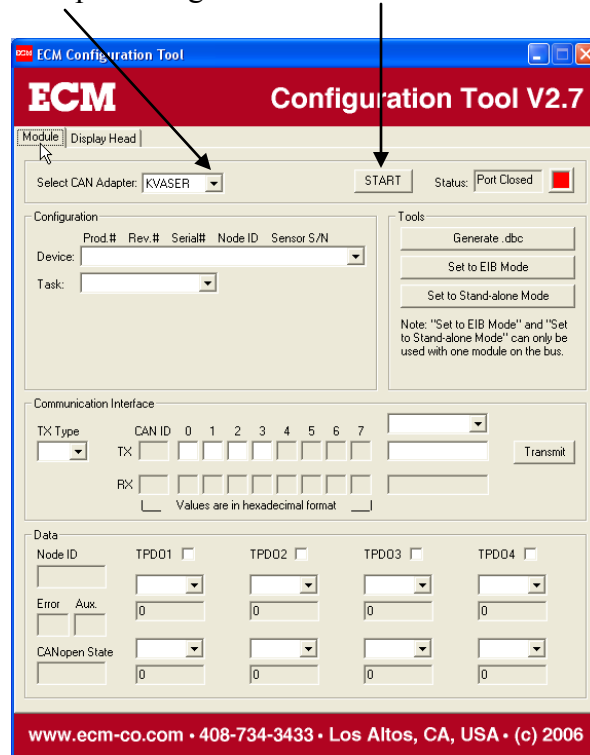 ECM Configuration Tool
ECM Configuration Tool V2.7
Module Display Head
Select CAN Adapter: KVASER START Status: Port Closed
Configuration
Prod.# Rev.# Serial# Node ID Sensor S/N
Device:
Task:
Tools
Generate .dbc
Set to EIB Mode
Set to Stand-alone Mode
Note: "Set to EIB Mode" and "Set
to Stand-alone Mode" can only be
used with one module on the bus.
Communication Interface
TX Type CAN ID 0 1 2 3 4 5 6 7
TX Transmit
RX
Values are in hexadecimal format
Data
Node ID TPDO1 TPDO2 TPDO3 TPDO4
Error Aux. 0 0 0 0
CANopen State
0 0 0 0
www.ecm-co.com • 408-734-3433 • Los Altos, CA, USA • (c) 2006